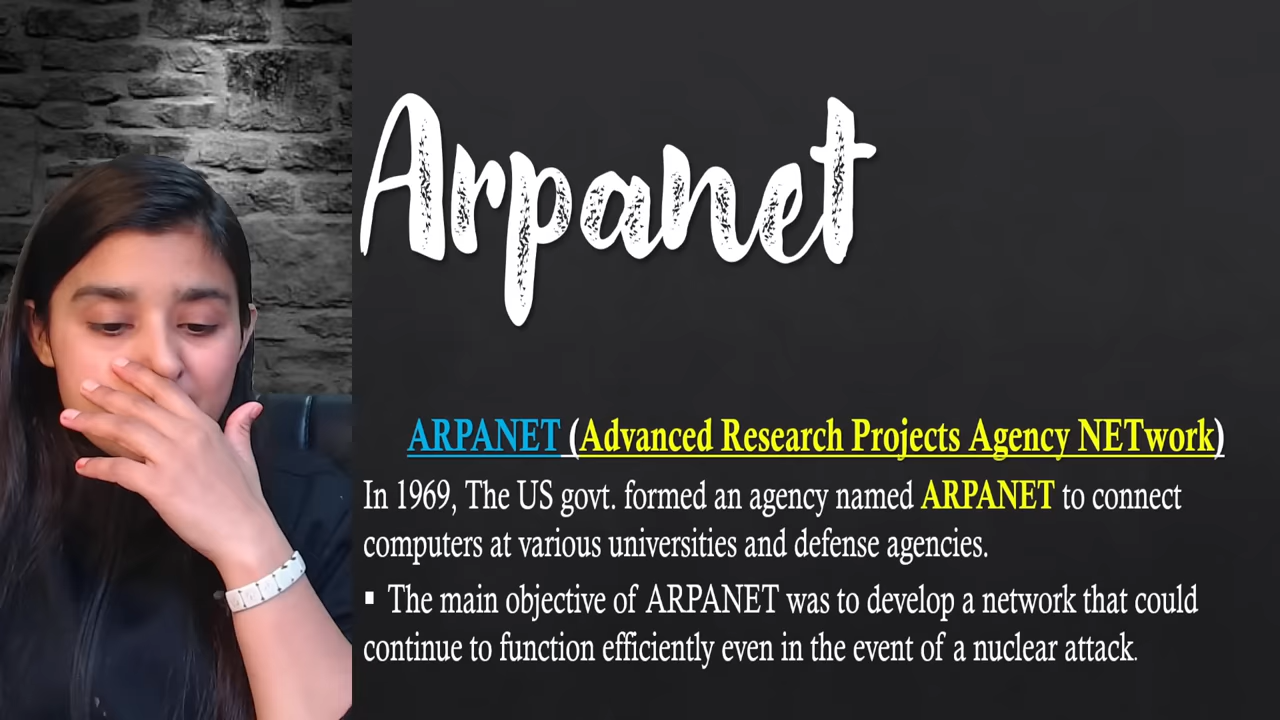 Arpanet
ARPANET (Advanced Research Projects Agency NETwork)
In 1969, The US govt. formed an agency named ARPANET to connect
computers at various universities and defense agencies.
▪ The main objective of ARPANET was to develop a network that could
continue to function efficiently even in the event of a nuclear attack.